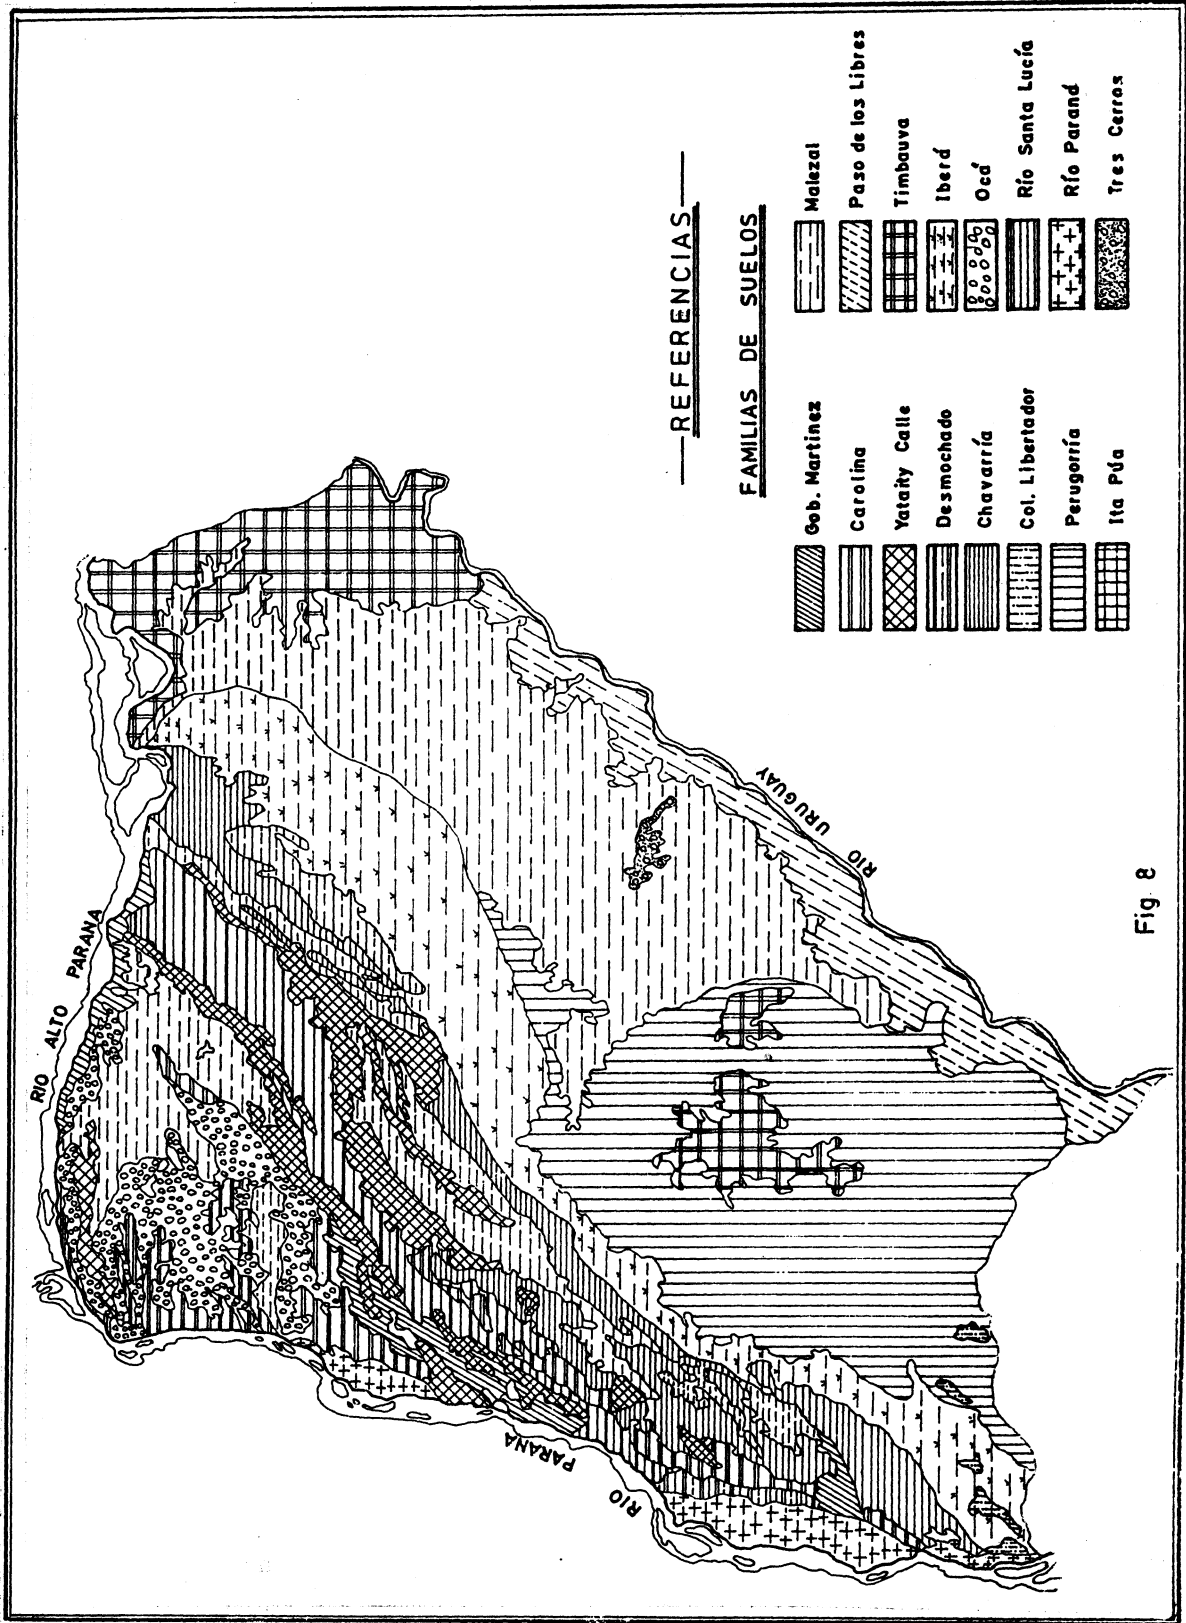 RIO ALTO PARANA
RIO PARANA
RIO URUGUAY
REFERENCIAS
FAMILIAS DE SUELOS
Gob. Martinez
Carolina
Yataity Calle
Desmochado
Chavarría
Col. Libertador
Perugorría
Ita Púa
Malezal
Paso de los Libres
Timbauva
Iberá
Ocá
Río Santa Lucía
Río Paraná
Tres Cerros
Fig. 8